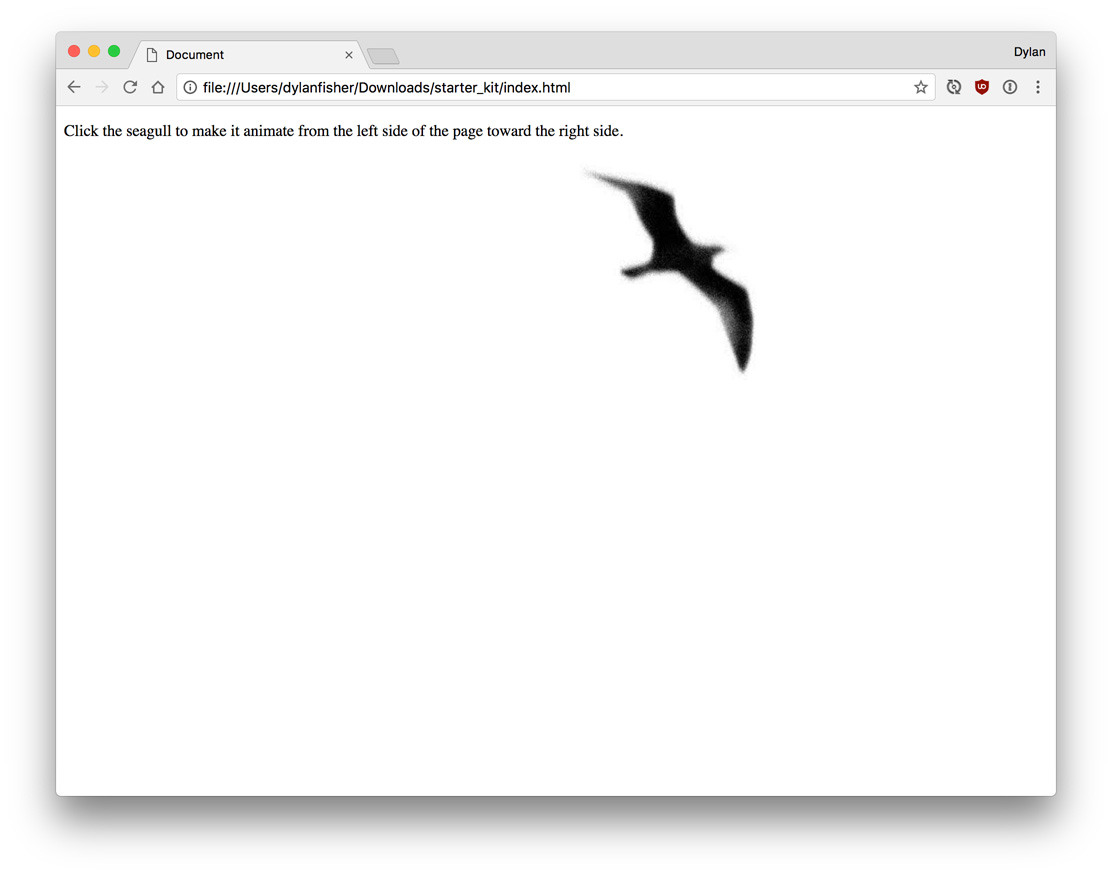 Document
Dylan
file:///Users/dylanfisher/Downloads/starter_kit/index.html
Click the seagull to make it animate from the left side of the page toward the right side.